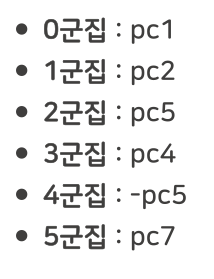 • 0군집 : pc1
• 1군집 : pc2
• 2군집 : pc5
• 3군집 : pc4
• 4군집 : -pc5
• 5군집 : pc7